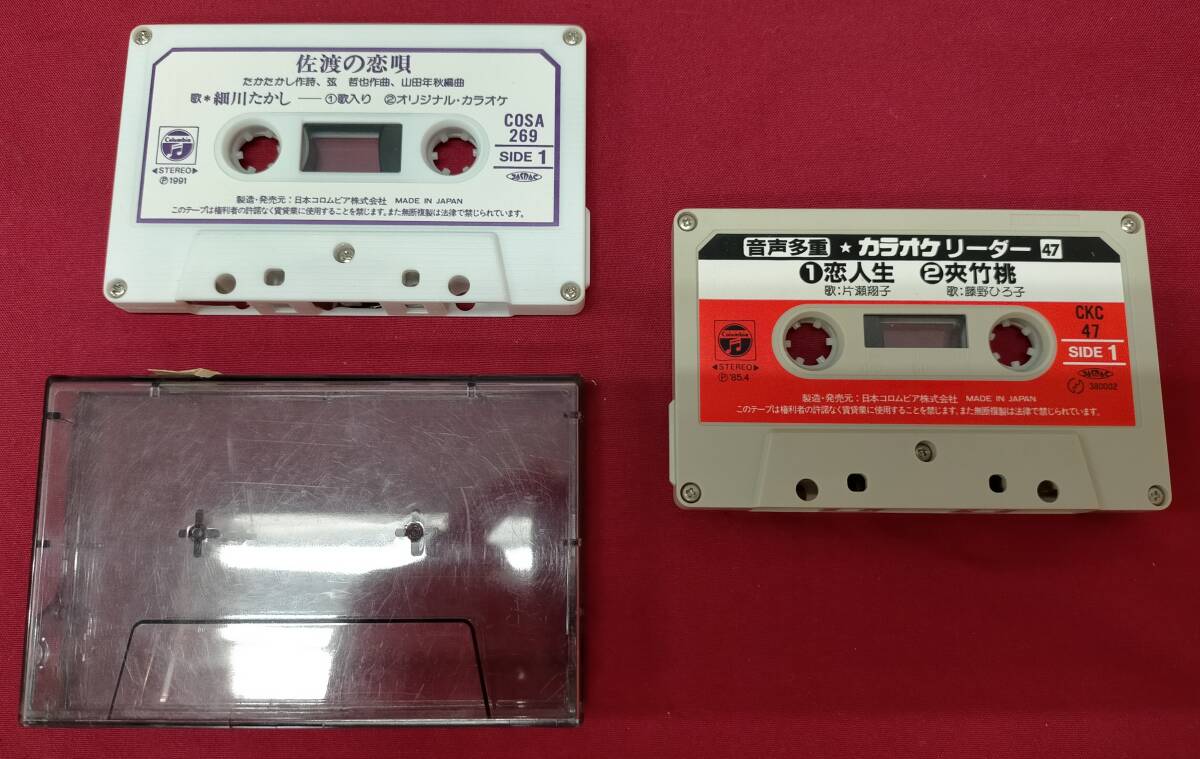 佐渡の恋唄
たかたかし作詩、弦 哲也作曲、山田年秋編曲
歌*細川たかし ── ①歌入り ②オリジナル・カラオケ
COSA
269
SIDE 1
Columbia
◀STEREO▶
Ⓟ1991
JASRAC
製造・発売元：日本コロムビア株式会社 MADE IN JAPAN
このテープは権利者の許諾なく賃貸業に使用することを禁じます。また無断複製は法律で禁じられています。
音声多重 ★ カラオケ リーダー 47
❶恋人生 ❷夾竹桃
歌：片瀬翔子 歌：藤野ひろ子
CKC
47
SIDE 1
Columbia
◀STEREO▶
Ⓟ'85.4
JASRAC
380002
製造・発売元：日本コロムビア株式会社 MADE IN JAPAN
このテープは権利者の許諾なく賃貸業に使用することを禁じます。また無断複製は法律で禁じられています。